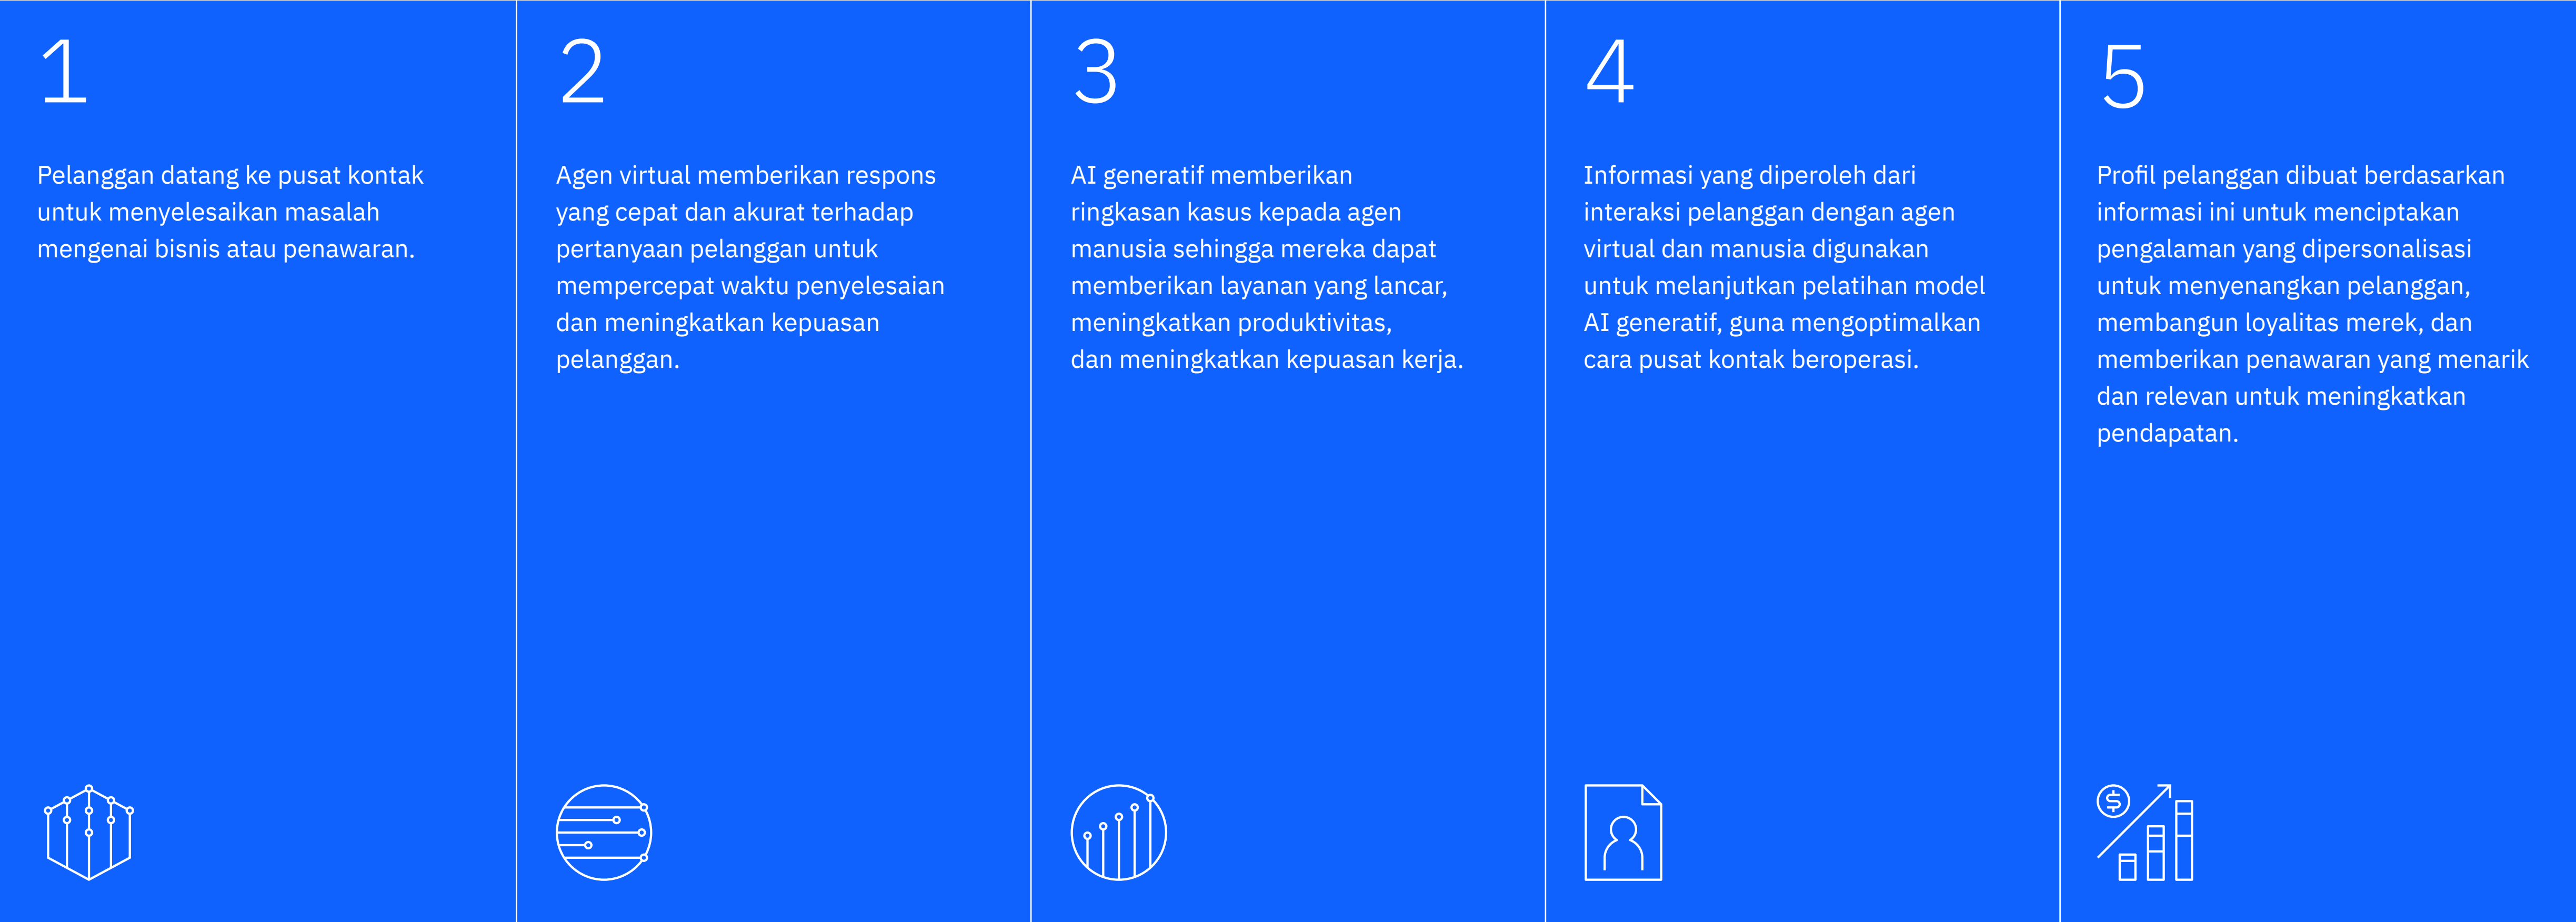 1
Pelanggan datang ke pusat kontak
untuk menyelesaikan masalah
mengenai bisnis atau penawaran.
2
Agen virtual memberikan respons
yang cepat dan akurat terhadap
pertanyaan pelanggan untuk
mempercepat waktu penyelesaian
dan meningkatkan kepuasan
pelanggan.
3
AI generatif memberikan
ringkasan kasus kepada agen
manusia sehingga mereka dapat
memberikan layanan yang lancar,
meningkatkan produktivitas,
dan meningkatkan kepuasan kerja.
4
Informasi yang diperoleh dari
interaksi pelanggan dengan agen
virtual dan manusia digunakan
untuk melanjutkan pelatihan model
AI generatif, guna mengoptimalkan
cara pusat kontak beroperasi.
5
Profil pelanggan dibuat berdasarkan
informasi ini untuk menciptakan
pengalaman yang dipersonalisasi
untuk menyenangkan pelanggan,
membangun loyalitas merek, dan
memberikan penawaran yang menarik
dan relevan untuk meningkatkan
pendapatan.
$